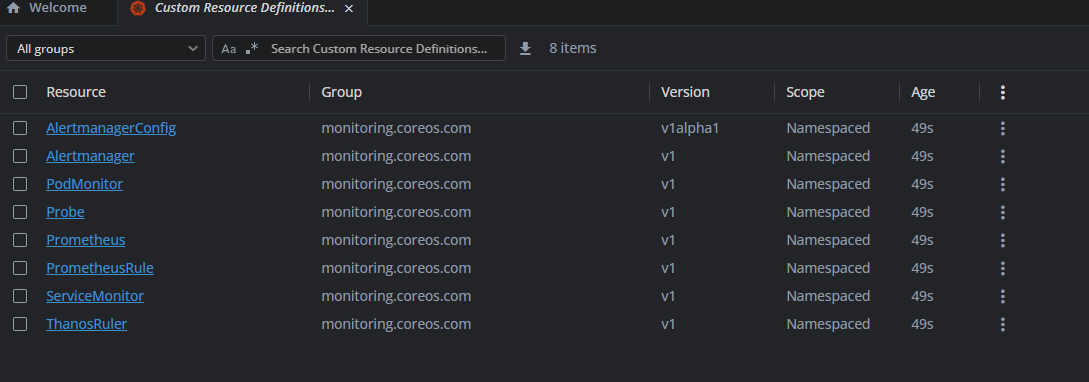 Welcome Custom Resource Definitions...
All groups Aa .* Search Custom Resource Definitions... 8 items
Resource Group Version Scope Age
AlertmanagerConfig monitoring.coreos.com v1alpha1 Namespaced 49s
Alertmanager monitoring.coreos.com v1 Namespaced 49s
PodMonitor monitoring.coreos.com v1 Namespaced 49s
Probe monitoring.coreos.com v1 Namespaced 49s
Prometheus monitoring.coreos.com v1 Namespaced 49s
PrometheusRule monitoring.coreos.com v1 Namespaced 49s
ServiceMonitor monitoring.coreos.com v1 Namespaced 49s
ThanosRuler monitoring.coreos.com v1 Namespaced 49s